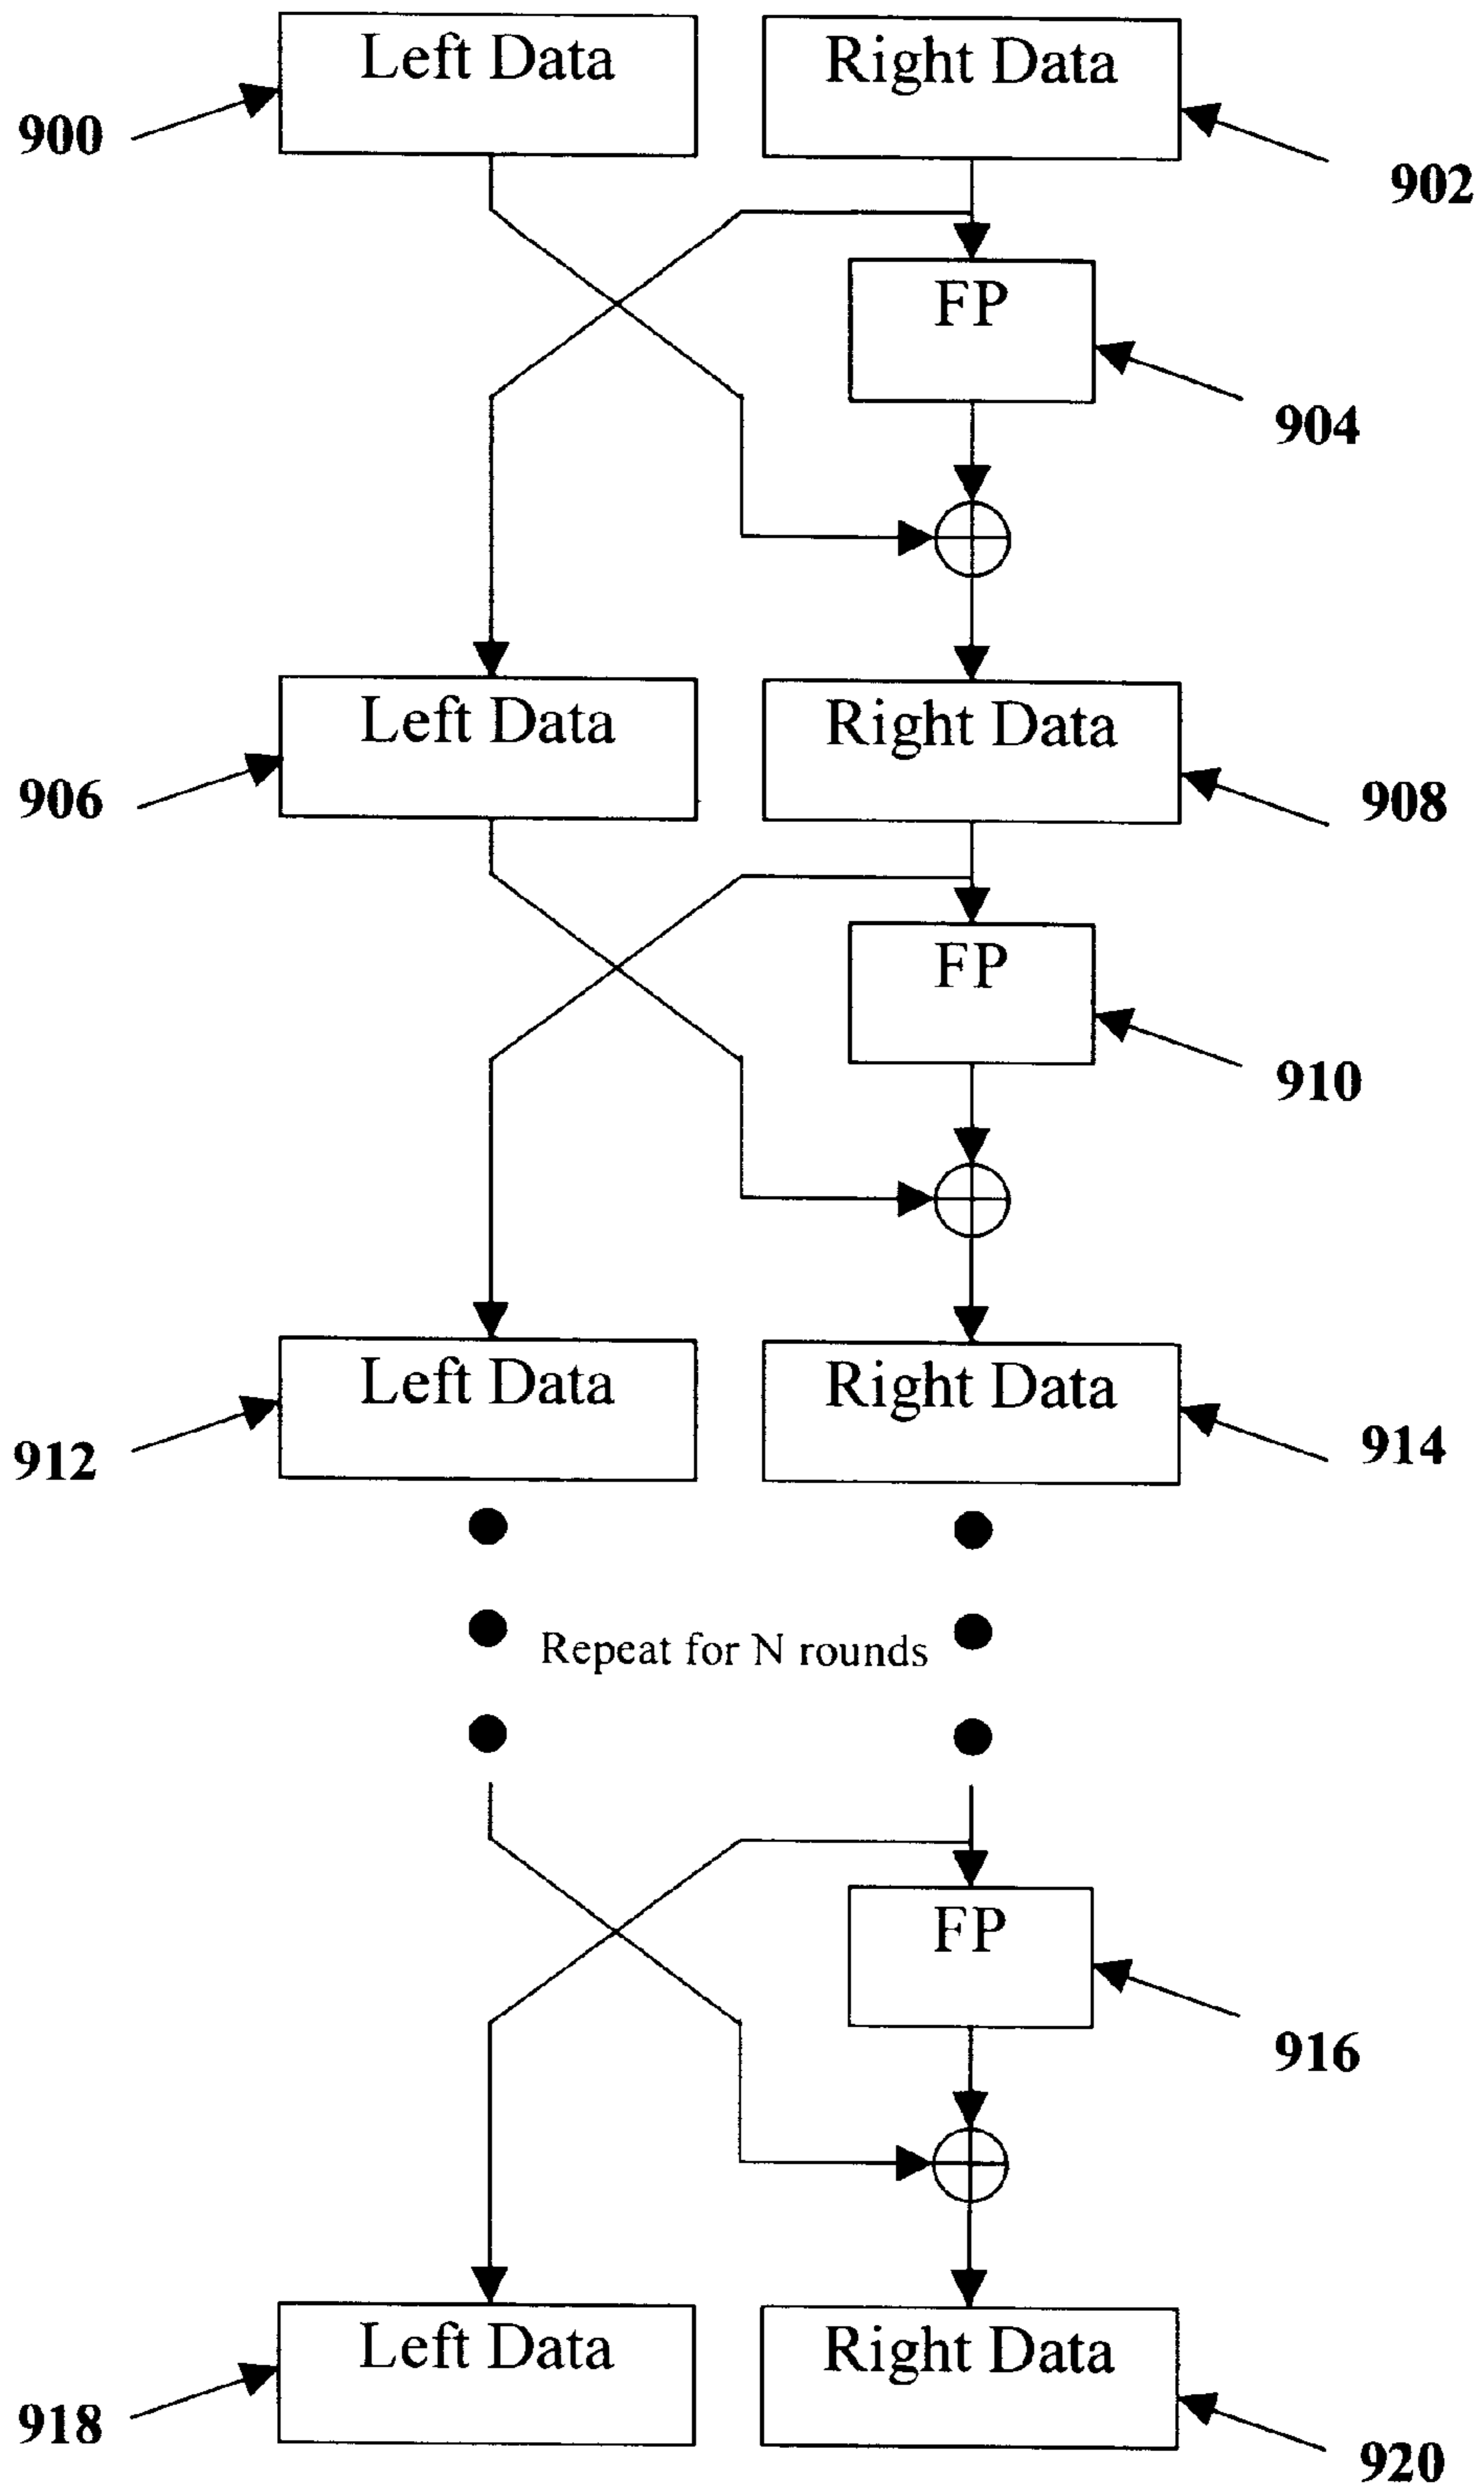 Left Data
Right Data
900
902
FP
904
Left Data
Right Data
906
908
FP
910
Left Data
Right Data
912
914
Repeat for N rounds
FP
916
Left Data
Right Data
918
920